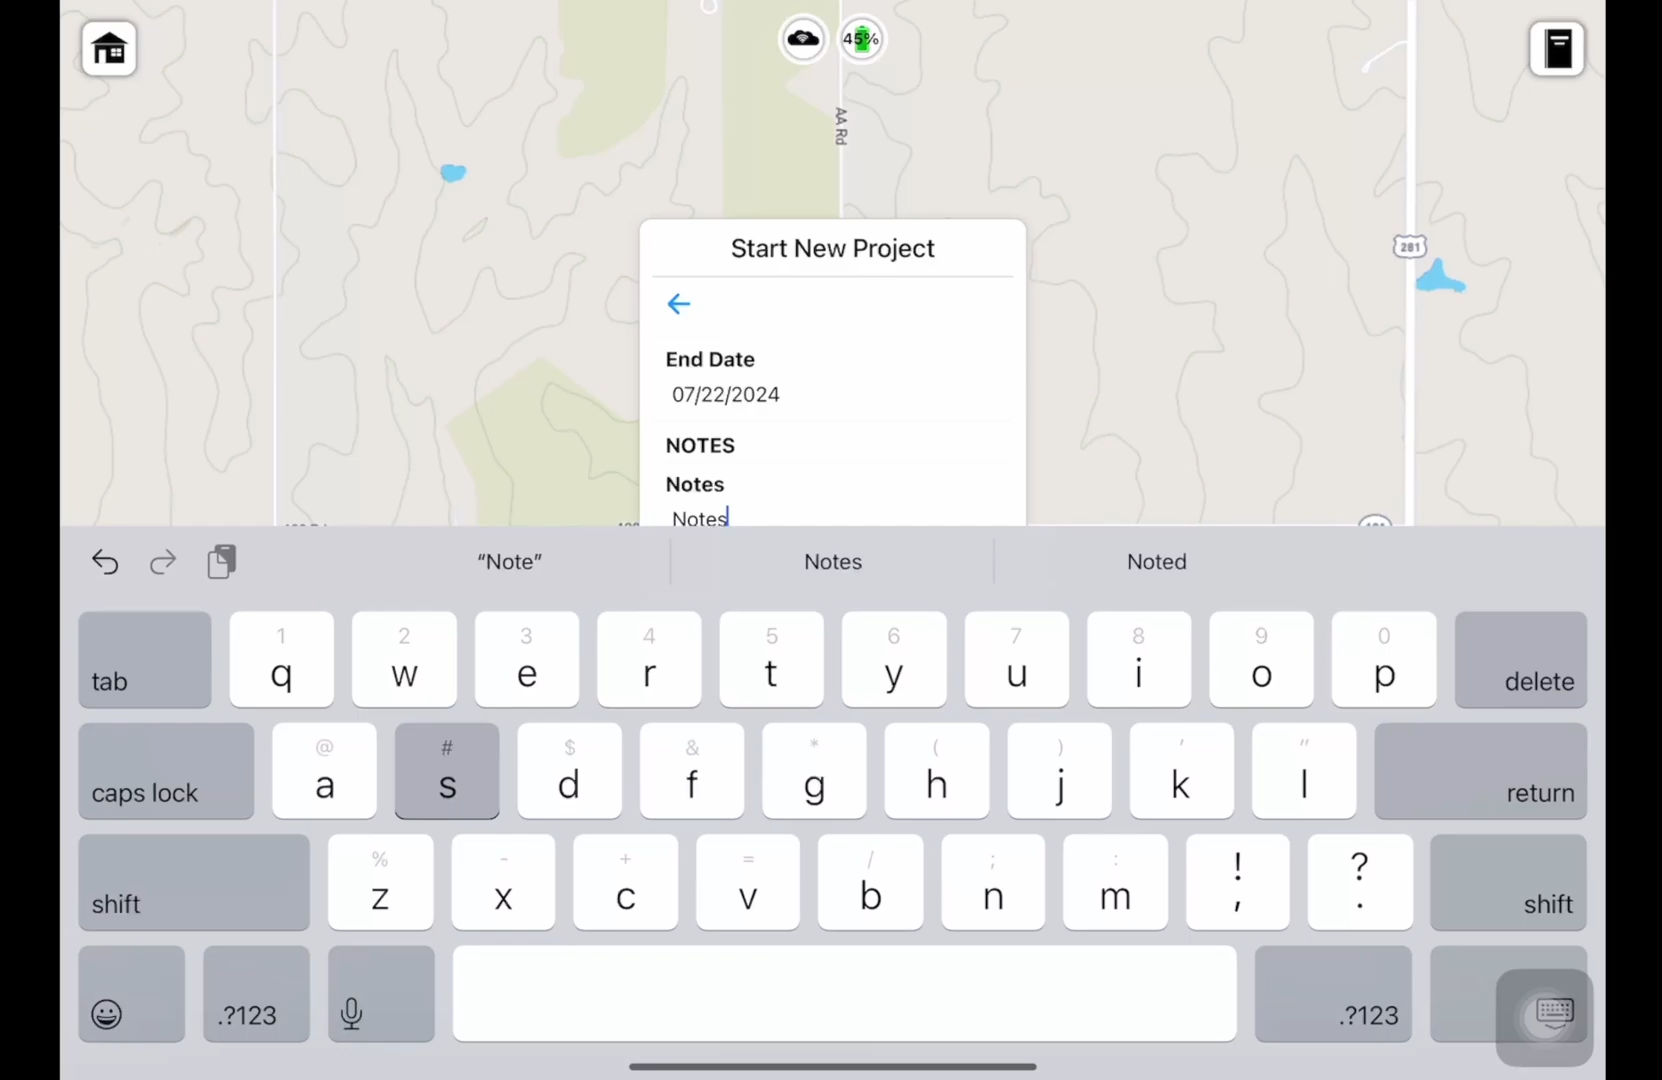 45%
AA Rd
281
Start New Project
End Date
07/22/2024
NOTES
Notes
Notes
“Note” Notes Noted
tab 1 q 2 w 3 e 4 r 5 t 6 y 7 u 8 i 9 o 0 p delete
caps lock @ a # s $ d & f * g ( h ) j ' k " l return
shift % z - x + c = v / b ; n : m ! , ? . shift
.?123 .?123